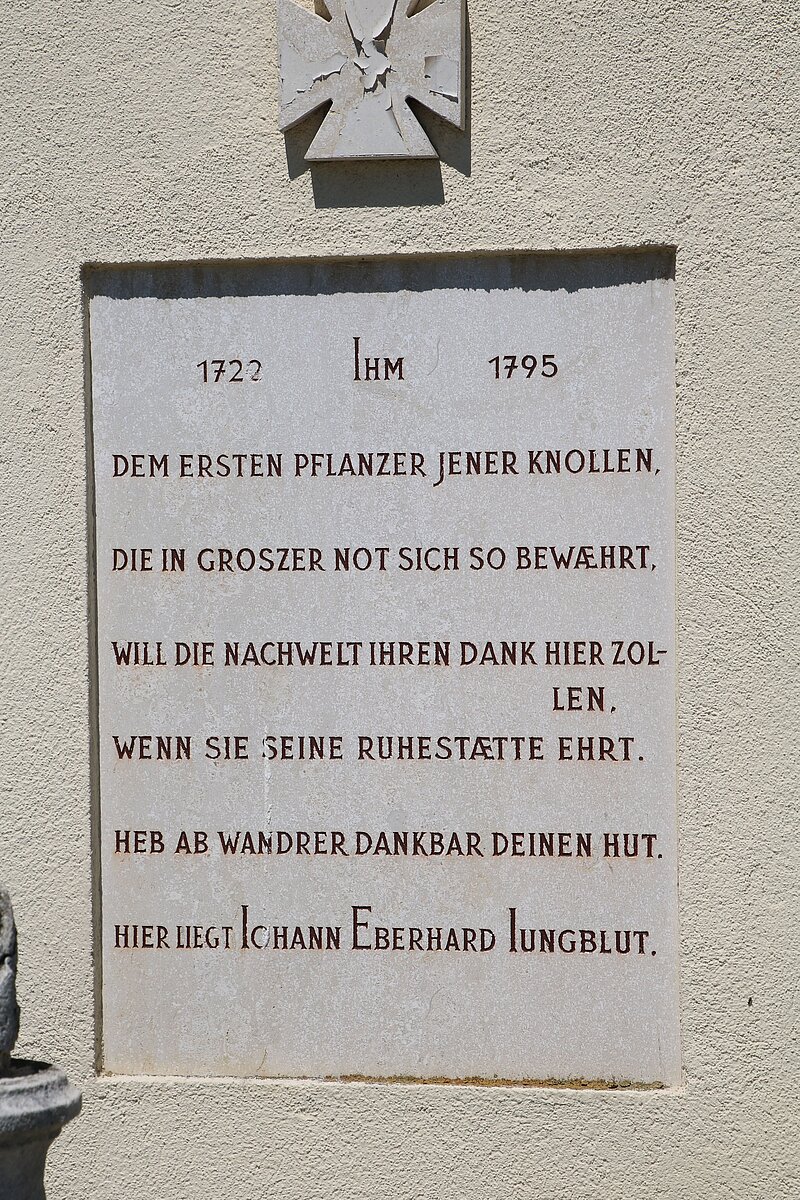 1722 IHM 1795
DEM ERSTEN PFLANZER JENER KNOLLEN,
DIE IN GROSZER NOT SICH SO BEWÆHRT,
WILL DIE NACHWELT IHREN DANK HIER ZOL-
LEN,
WENN SIE SEINE RUHESTÆTTE EHRT.
HEB AB WANDRER DANKBAR DEINEN HUT.
HIER LIEGT IOHANN EBERHARD IUNGBLUT.